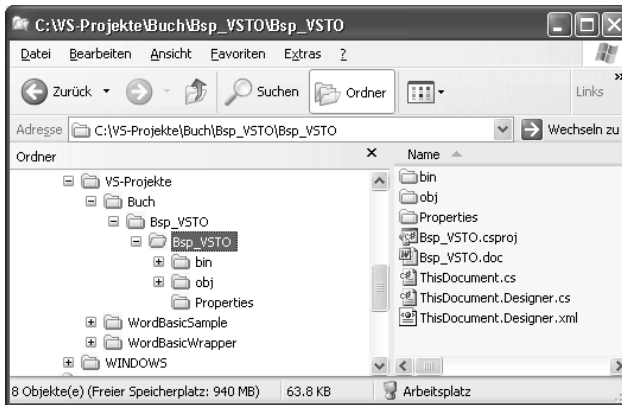 C:\VS-Projekte\Buch\Bsp_VSTO\Bsp_VSTO
Datei Bearbeiten Ansicht Favoriten Extras ?
Zurück Suchen Ordner Links
Adresse C:\VS-Projekte\Buch\Bsp_VSTO\Bsp_VSTO Wechseln zu
Ordner
VS-Projekte
Buch
Bsp_VSTO
Bsp_VSTO
bin
obj
Properties
WordBasicSample
WordBasicWrapper
WINDOWS
Name
bin
obj
Properties
Bsp_VSTO.csproj
Bsp_VSTO.doc
ThisDocument.cs
ThisDocument.Designer.cs
ThisDocument.Designer.xml
8 Objekte(e) (Freier Speicherplatz: 940 MB) 63.8 KB Arbeitsplatz